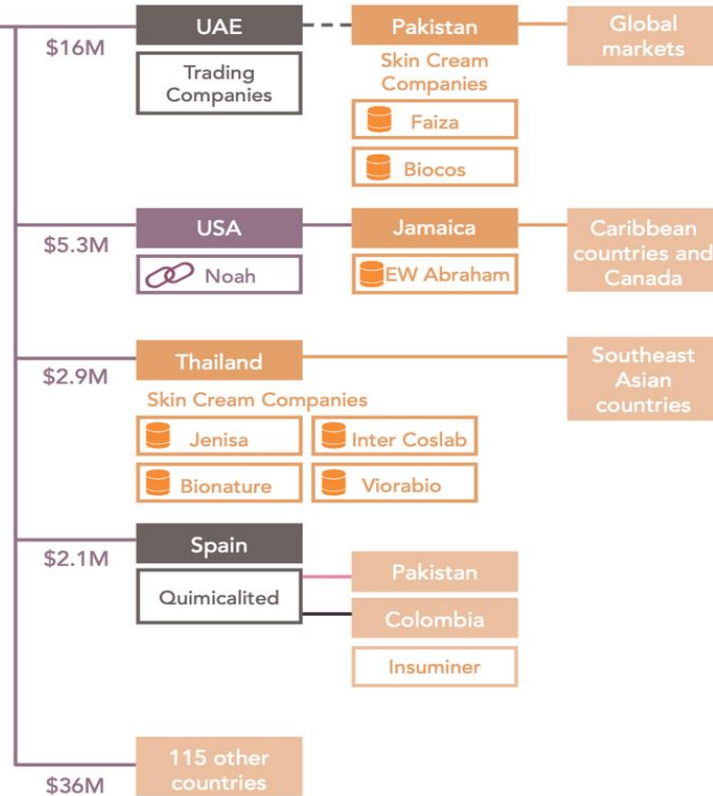 $16M
UAE
Trading
Companies
Pakistan
Skin Cream
Companies
Faiza
Biocos
Global
markets
$5.3M
USA
Noah
Jamaica
EW Abraham
Caribbean
countries and
Canada
$2.9M
Thailand
Skin Cream Companies
Jenisa
Inter Coslab
Bionature
Viorabio
Southeast
Asian
countries
$2.1M
Spain
Quimicalited
Pakistan
Colombia
Insuminer
$36M
115 other
countries